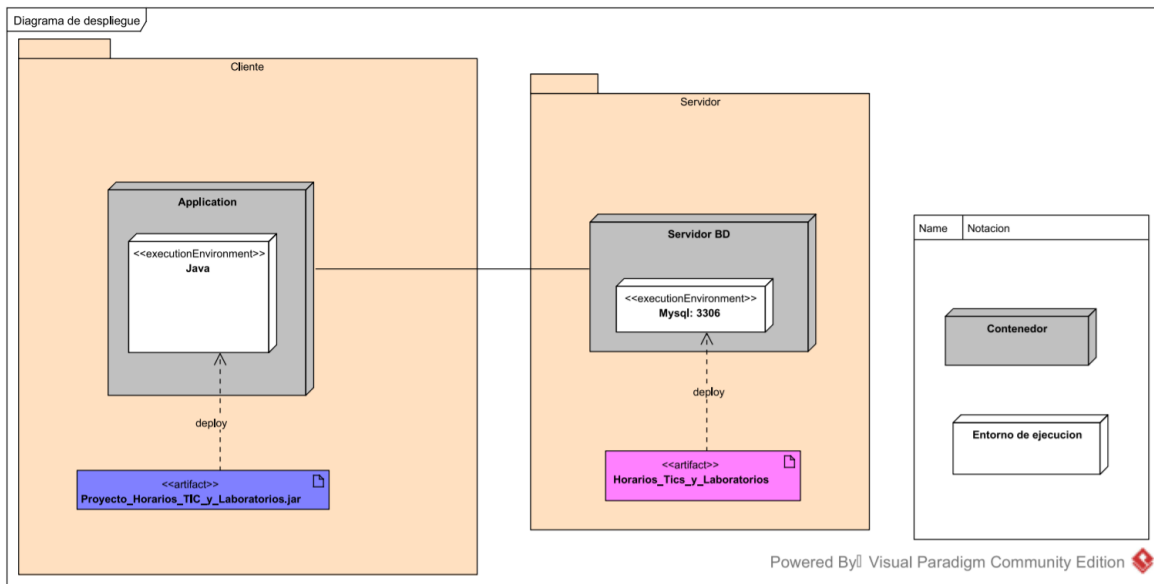 Diagrama de despliegue
Cliente
Application
<<executionEnvironment>>
Java
deploy
<<artifact>>
Proyecto_Horarios_TIC_y_Laboratorios.jar
Servidor
Servidor BD
<<executionEnvironment>>
Mysql: 3306
deploy
<<artifact>>
Horarios_Tics_y_Laboratorios
Name Notacion
Contenedor
Entorno de ejecucion
Powered By Visual Paradigm Community Edition